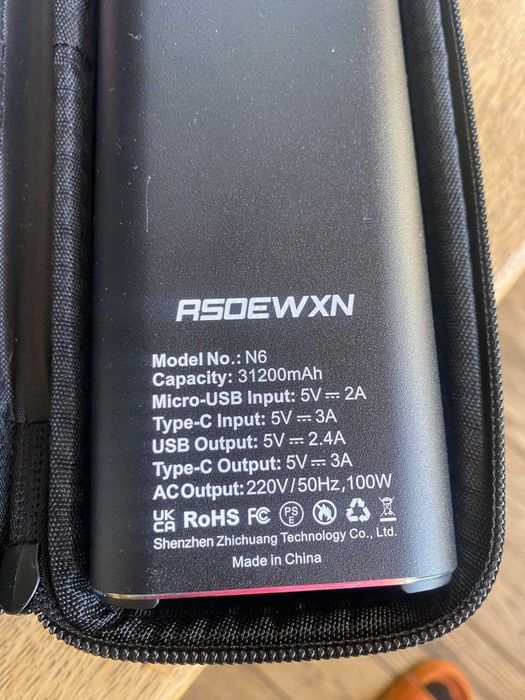 RSOEWXN
Model No.: N6
Capacity: 31200mAh
Micro-USB Input: 5V⎓2A
Type-C Input: 5V⎓3A
USB Output: 5V⎓2.4A
Type-C Output: 5V⎓3A
AC Output: 220V/50Hz,100W
UK CA RoHS FC PS E
Shenzhen Zhichuang Technology Co., Ltd.
Made in China